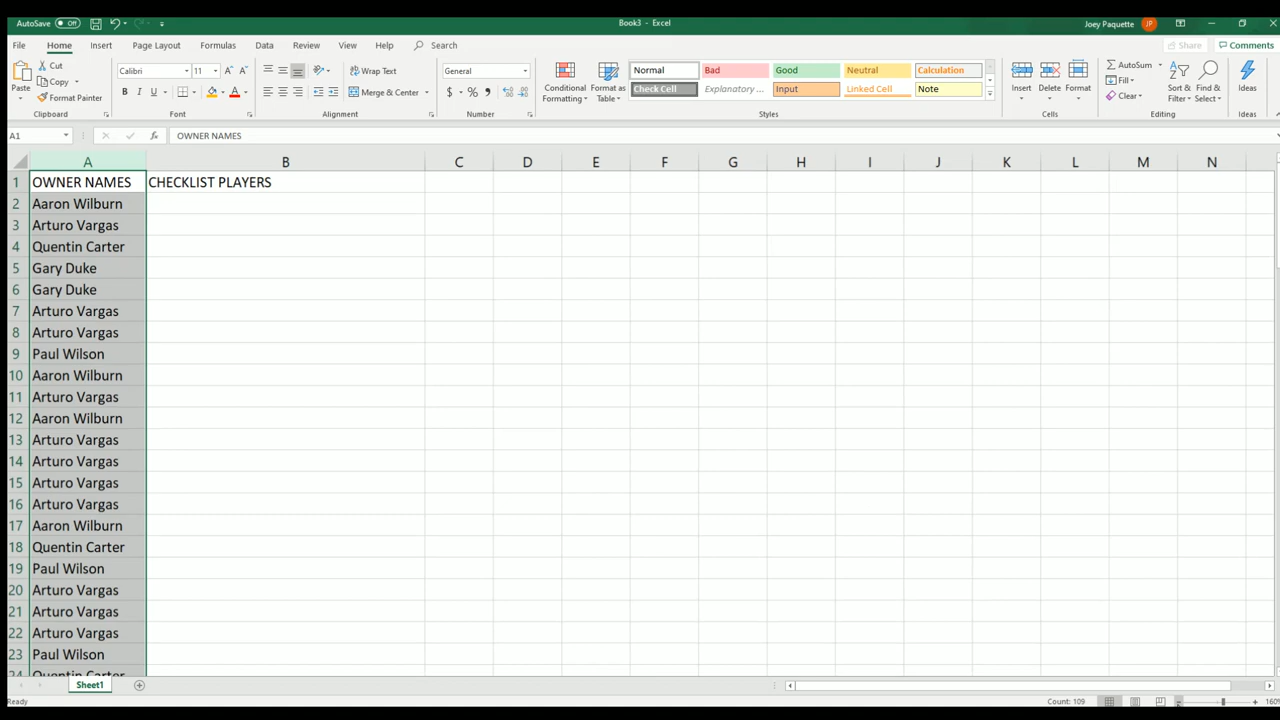 AutoSave Off
Book3 - Excel
Joey Paquette JP
File Home Insert Page Layout Formulas Data Review View Help Search Share Comments
Paste
Cut
Copy
Format Painter
Clipboard
Calibri 11
B I U
Font
Wrap Text
Merge & Center
Alignment
General
$ % 9
Number
Conditional Formatting
Format as Table
Normal Bad Good Neutral Calculation
Check Cell Explanatory ... Input Linked Cell Note
Styles
Insert Delete Format
Cells
AutoSum
Fill
Clear
Sort & Filter
Find & Select
Editing
Ideas
Ideas
A1 fx OWNER NAMES
A B C D E F G H I J K L M N
1 OWNER NAMES CHECKLIST PLAYERS
2 Aaron Wilburn
3 Arturo Vargas
4 Quentin Carter
5 Gary Duke
6 Gary Duke
7 Arturo Vargas
8 Arturo Vargas
9 Paul Wilson
10 Aaron Wilburn
11 Arturo Vargas
12 Aaron Wilburn
13 Arturo Vargas
14 Arturo Vargas
15 Arturo Vargas
16 Arturo Vargas
17 Aaron Wilburn
18 Quentin Carter
19 Paul Wilson
20 Arturo Vargas
21 Arturo Vargas
22 Arturo Vargas
23 Paul Wilson
24 Quentin Carter
Sheet1
Ready Count: 109 160%